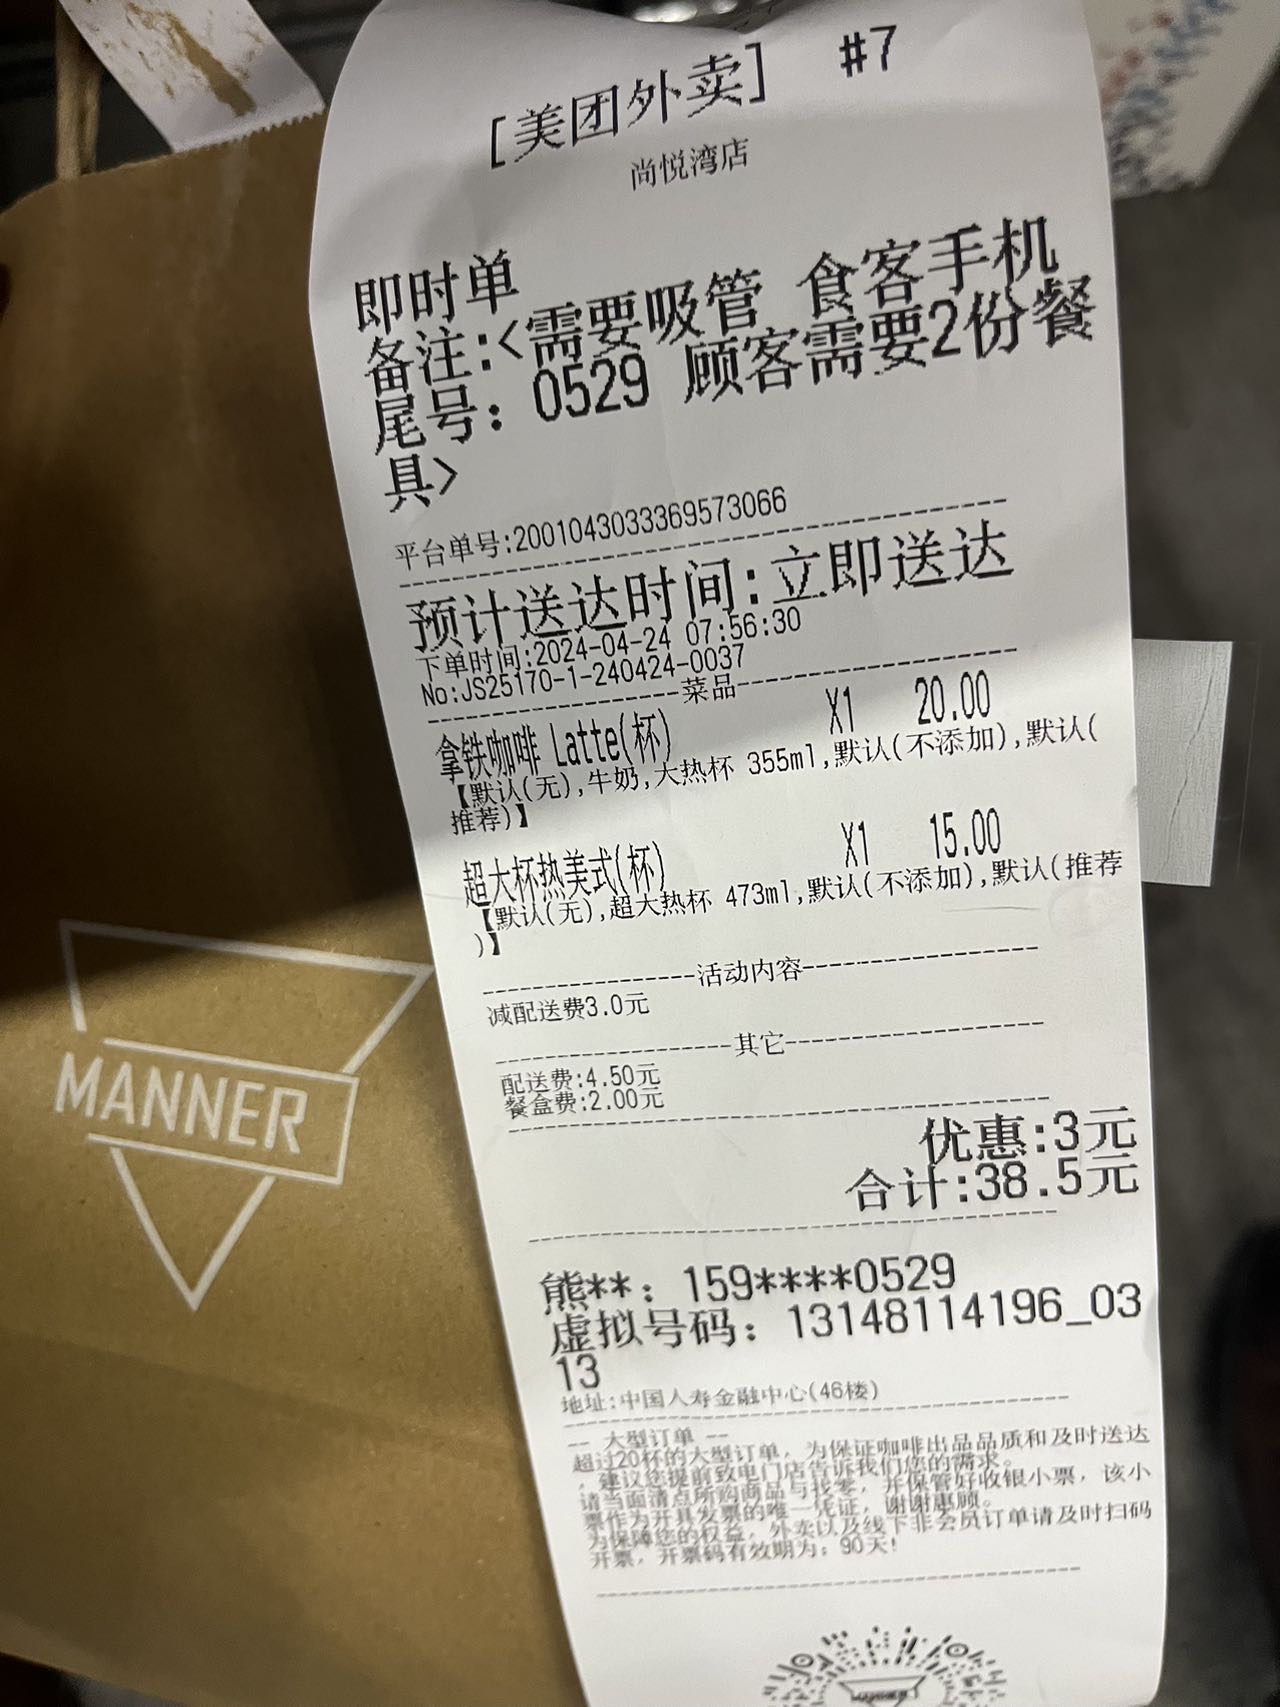 [美团外卖] #7
尚悦湾店
即时单
备注:<需要吸管 食客手机
尾号: 0529 顾客需要2份餐
具>
平台单号:2001043033369573066
预计送达时间:立即送达
下单时间:2024-04-24 07:56:30
No:JS25170-1-240424-0037
菜品
拿铁咖啡 Latte(杯) X1 20.00
【默认(无),牛奶,大热杯 355ml,默认(不添加),默认(
推荐)】
超大杯热美式(杯) X1 15.00
【默认(无),超大热杯 473ml,默认(不添加),默认(推荐
)】
活动内容
减配送费3.0元
其它
配送费:4.50元
餐盒费:2.00元
优惠:3元
合计:38.5元
熊**: 159****0529
虚拟号码: 13148114196_03
13
地址:中国人寿金融中心(46楼)
-- 大型订单 --
超过20杯的大型订单，为保证咖啡出品品质和及时送达
，建议您提前致电门店告诉我们您的需求。
请当面清点所购商品与找零，并保管好收银小票，该小
票作为开具发票的唯一凭证，谢谢惠顾。
为保障您的权益，外卖以及线下非会员订单请及时扫码
开票，开票码有效期为: 90天!
MANNER
MANNER